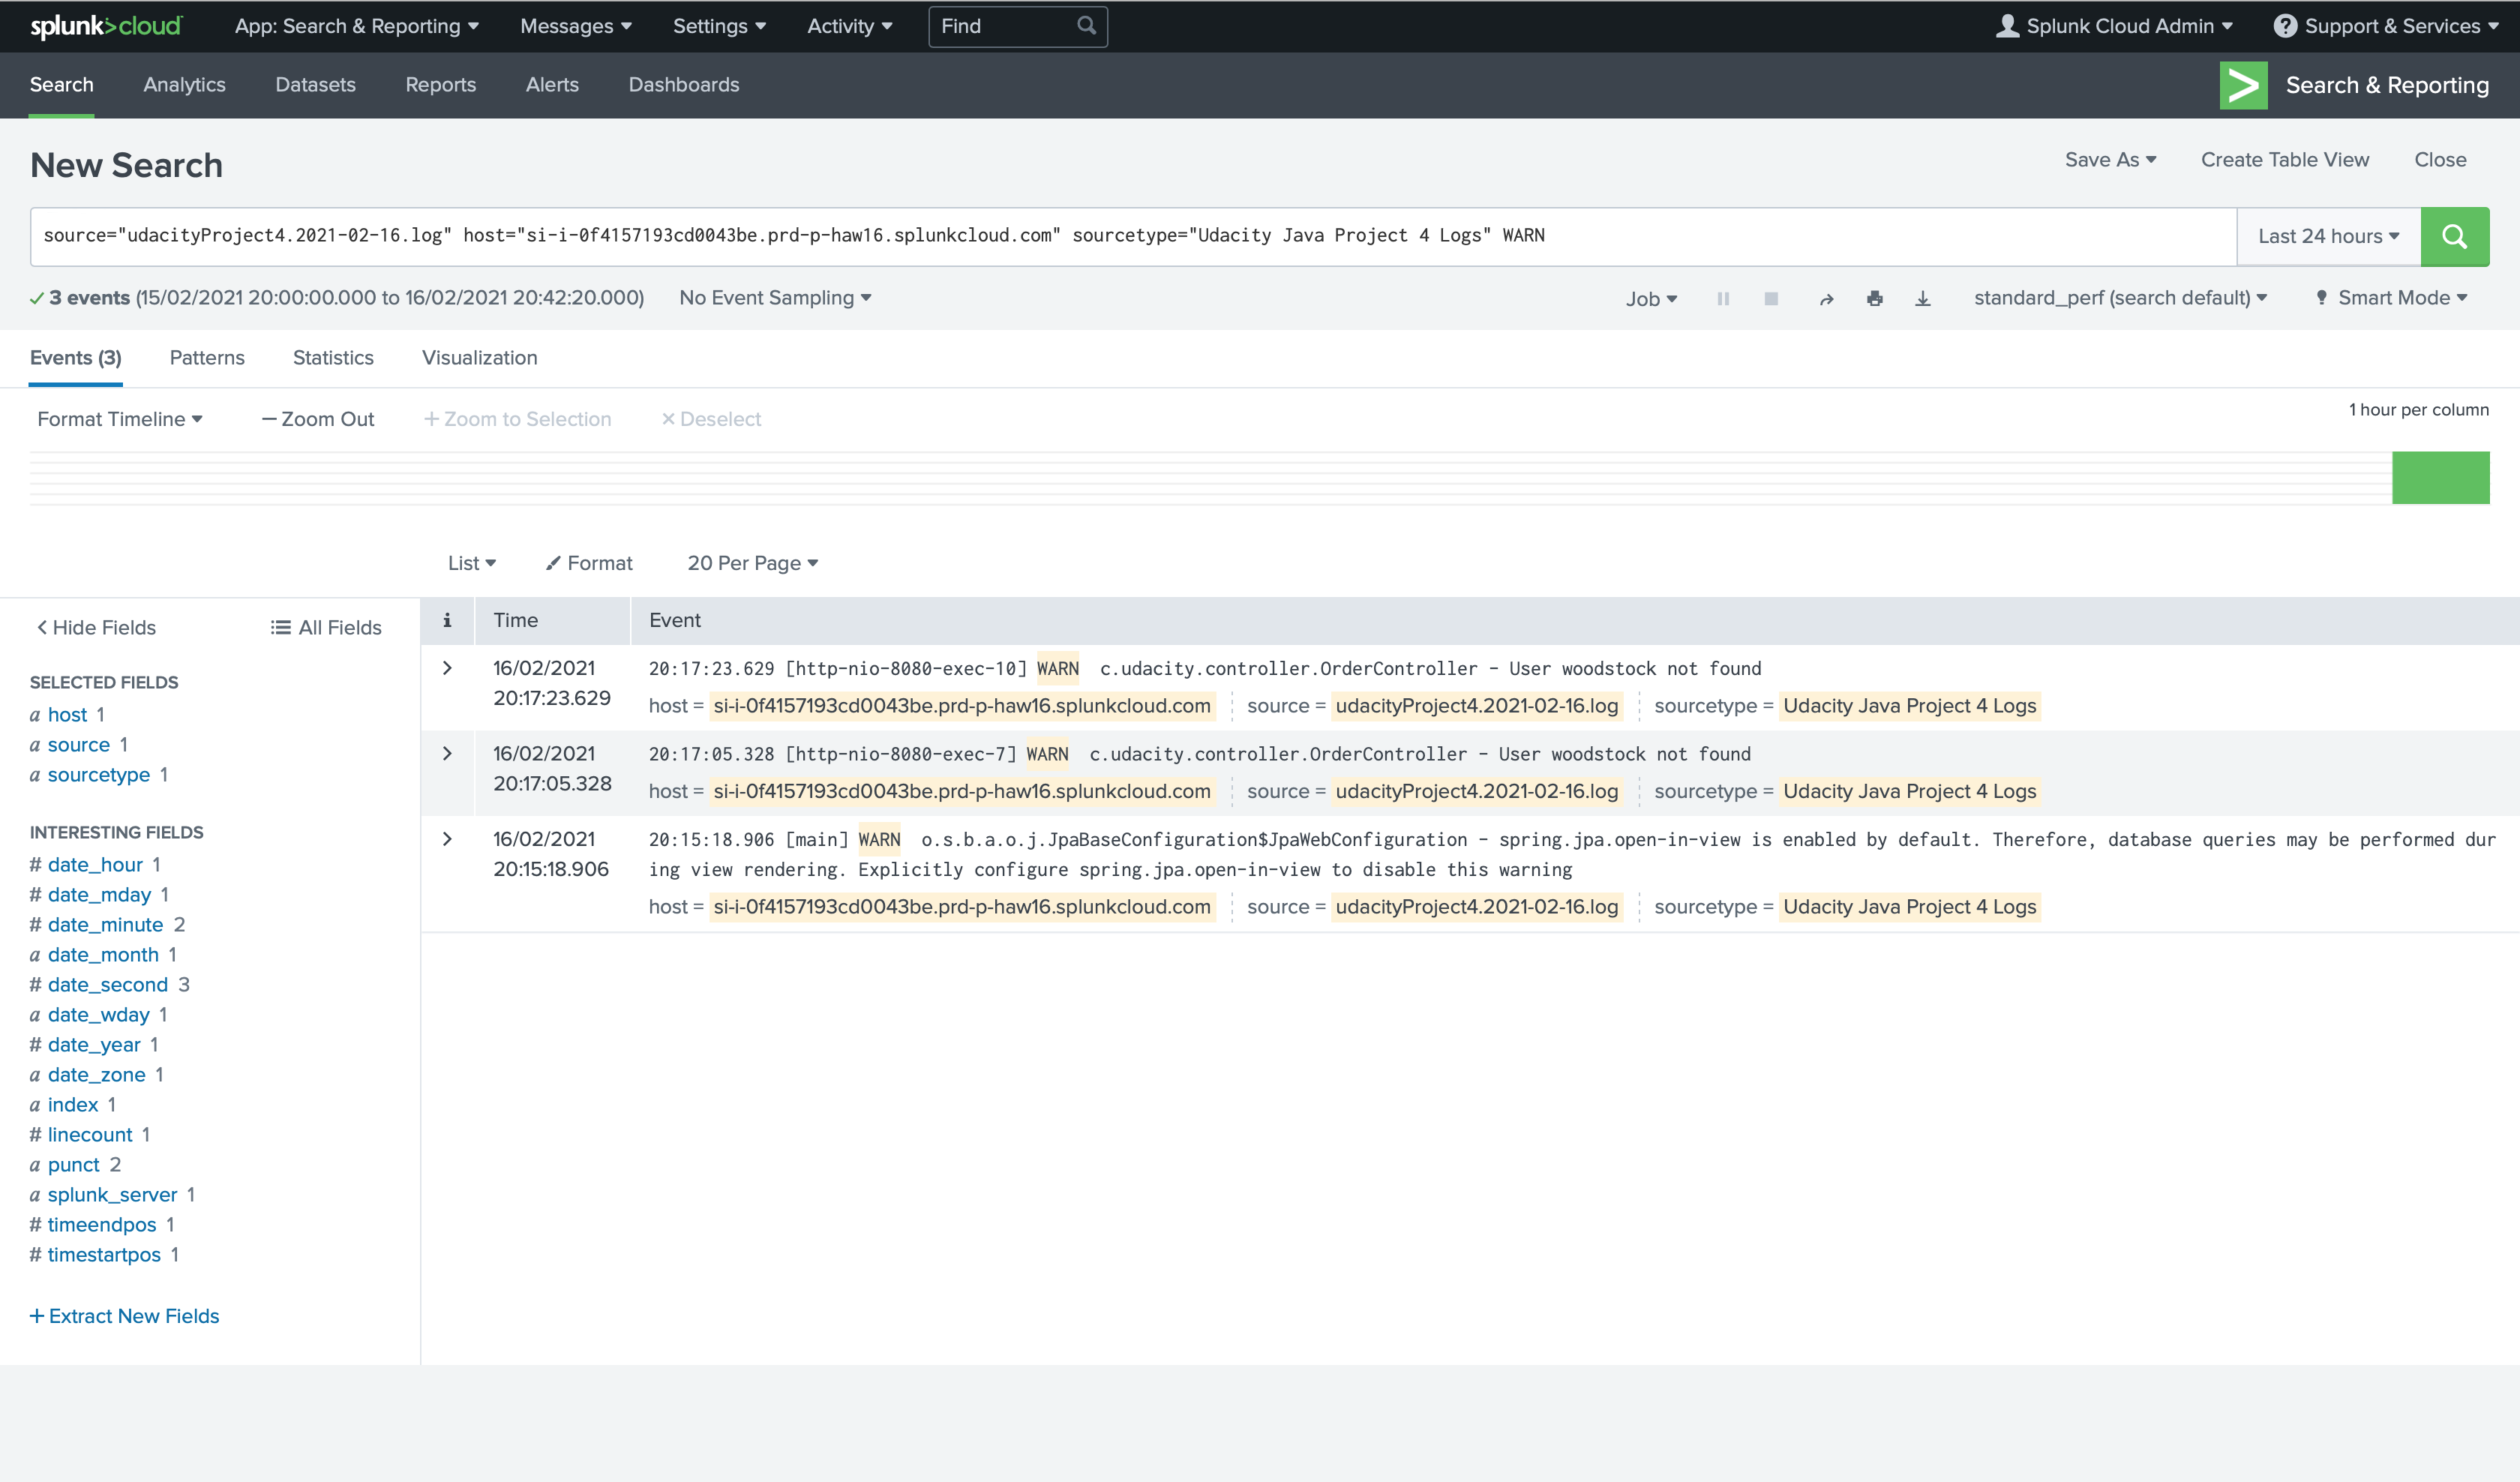 splunk>cloud App: Search & Reporting Messages Settings Activity Find Splunk Cloud Admin ? Support & Services
Search Analytics Datasets Reports Alerts Dashboards > Search & Reporting
New Search Save As Create Table View Close
source="udacityProject4.2021-02-16.log" host="si-i-0f4157193cd0043be.prd-p-haw16.splunkcloud.com" sourcetype="Udacity Java Project 4 Logs" WARN Last 24 hours
3 events (15/02/2021 20:00:00.000 to 16/02/2021 20:42:20.000) No Event Sampling Job standard_perf (search default) Smart Mode
Events (3) Patterns Statistics Visualization
Format Timeline — Zoom Out + Zoom to Selection × Deselect 1 hour per column
List Format 20 Per Page
< Hide Fields All Fields
SELECTED FIELDS
a host 1
a source 1
a sourcetype 1
INTERESTING FIELDS
# date_hour 1
# date_mday 1
# date_minute 2
a date_month 1
# date_second 3
a date_wday 1
# date_year 1
a date_zone 1
a index 1
# linecount 1
a punct 2
a splunk_server 1
# timeendpos 1
# timestartpos 1
+ Extract New Fields
i Time Event
> 16/02/2021 20:17:23.629 [http-nio-8080-exec-10] WARN c.udacity.controller.OrderController - User woodstock not found
20:17:23.629 host = si-i-0f4157193cd0043be.prd-p-haw16.splunkcloud.com source = udacityProject4.2021-02-16.log sourcetype = Udacity Java Project 4 Logs
> 16/02/2021 20:17:05.328 [http-nio-8080-exec-7] WARN c.udacity.controller.OrderController - User woodstock not found
20:17:05.328 host = si-i-0f4157193cd0043be.prd-p-haw16.splunkcloud.com source = udacityProject4.2021-02-16.log sourcetype = Udacity Java Project 4 Logs
> 16/02/2021 20:15:18.906 [main] WARN o.s.b.a.o.j.JpaBaseConfiguration$JpaWebConfiguration - spring.jpa.open-in-view is enabled by default. Therefore, database queries may be performed dur
20:15:18.906 ing view rendering. Explicitly configure spring.jpa.open-in-view to disable this warning
host = si-i-0f4157193cd0043be.prd-p-haw16.splunkcloud.com source = udacityProject4.2021-02-16.log sourcetype = Udacity Java Project 4 Logs